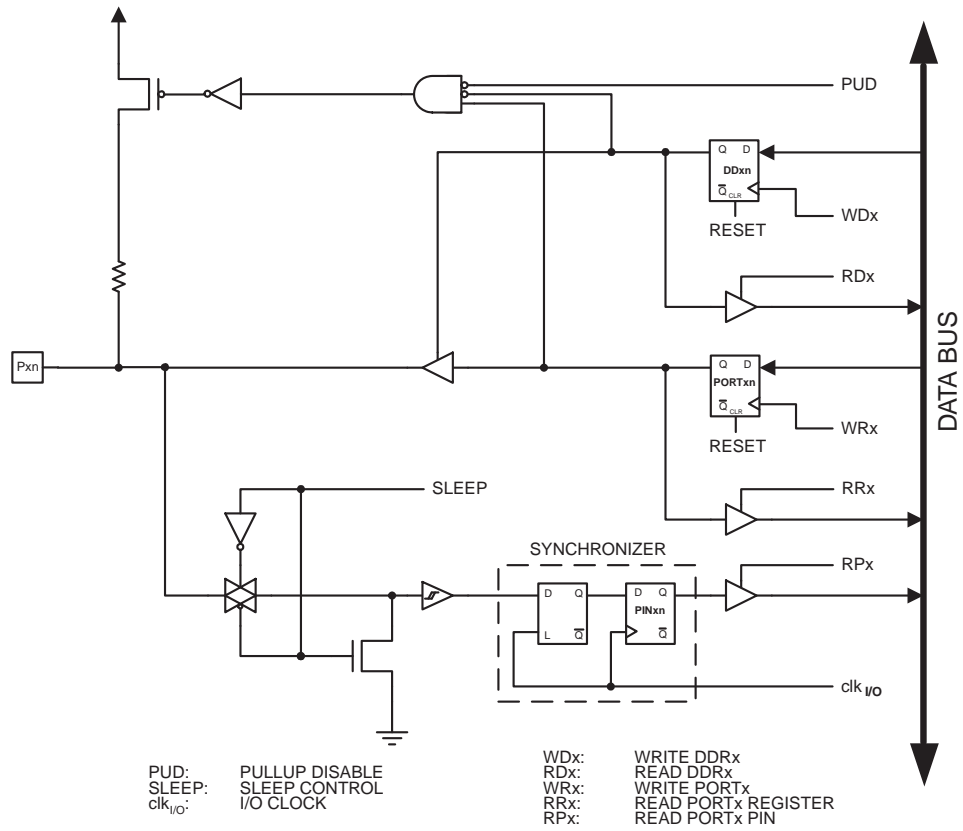 PUD
Q D
DDxn
Q CLR
WDx
RESET
RDx
Pxn
Q D
PORTxn
Q CLR
WRx
RESET
SLEEP
RRx
SYNCHRONIZER
RPx
D Q
L Q
D Q
PINxn
Q
clk I/O
DATA BUS
PUD: PULLUP DISABLE
SLEEP: SLEEP CONTROL
clkI/O: I/O CLOCK
WDx: WRITE DDRx
RDx: READ DDRx
WRx: WRITE PORTx
RRx: READ PORTx REGISTER
RPx: READ PORTx PIN